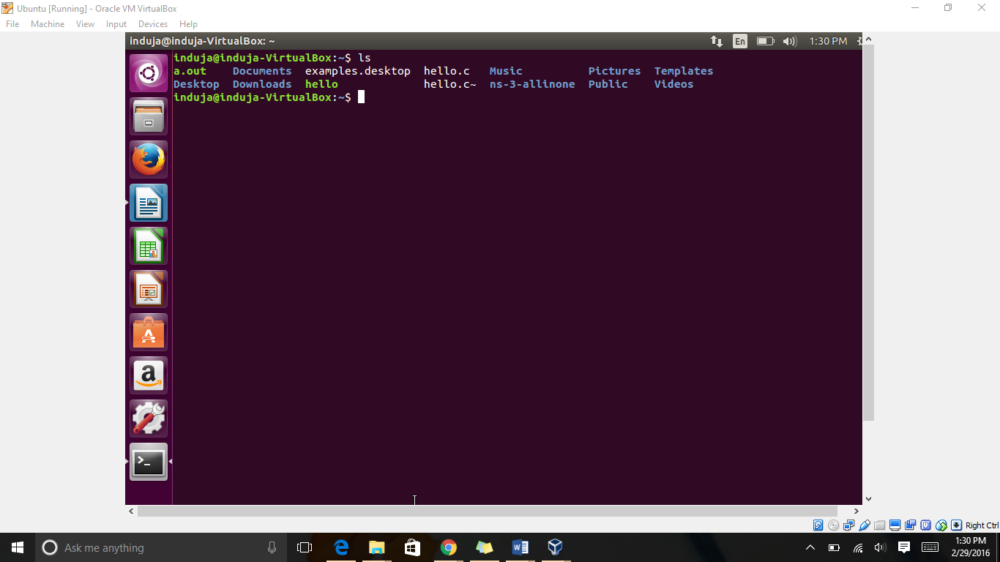 Ubuntu [Running] - Oracle VM VirtualBox
File Machine View Input Devices Help
induja@induja-VirtualBox: ~ En 1:30 PM
induja@induja-VirtualBox:~$ ls
a.out Documents examples.desktop hello.c Music Pictures Templates
Desktop Downloads hello hello.c~ ns-3-allinone Public Videos
induja@induja-VirtualBox:~$
Right Ctrl
Ask me anything
1:30 PM
2/29/2016